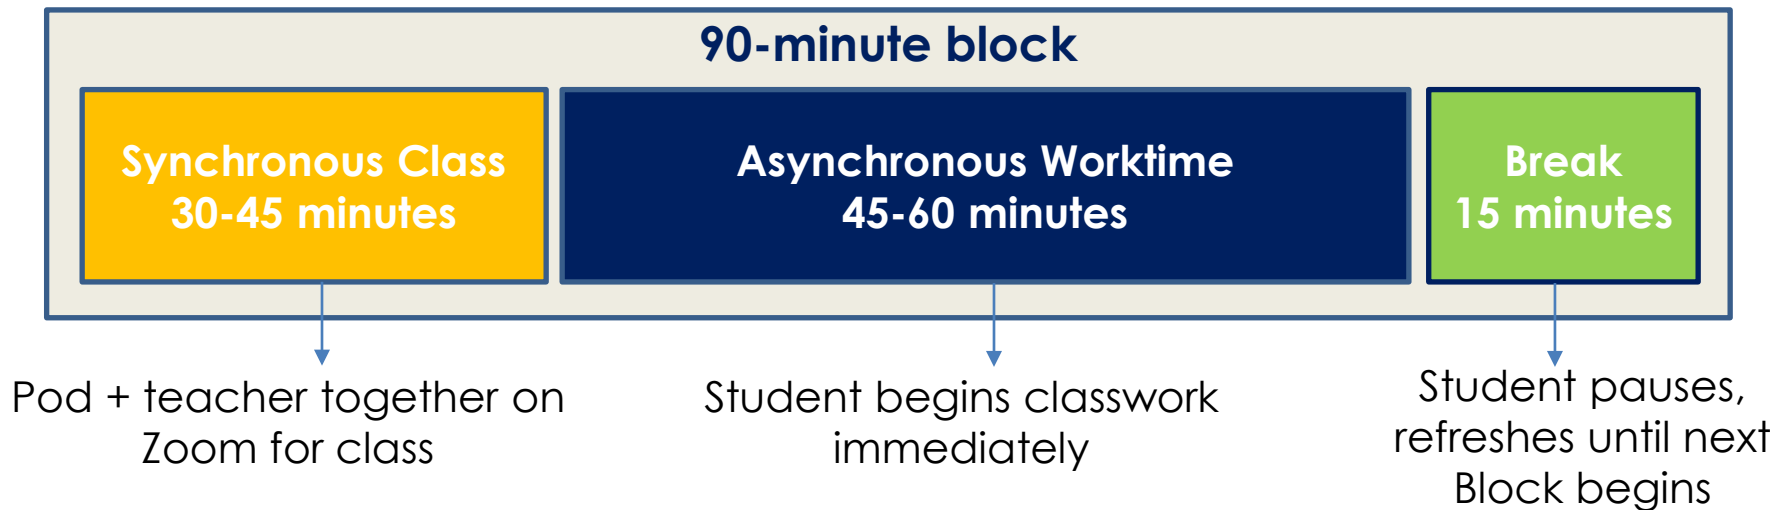 90-minute block
Synchronous Class
30-45 minutes
Asynchronous Worktime
45-60 minutes
Break
15 minutes
Pod + teacher together on
Zoom for class
Student begins classwork
immediately
Student pauses,
refreshes until next
Block begins